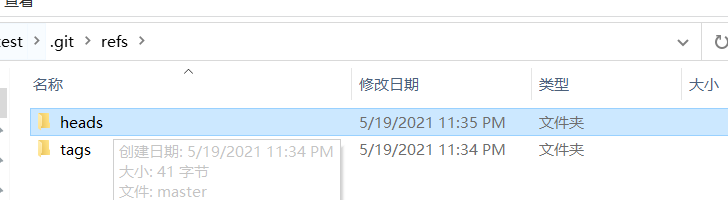 查看
test > .git > refs >
名称 修改日期 类型 大小
heads 5/19/2021 11:35 PM 文件夹
tags 5/19/2021 11:34 PM 文件夹
创建日期: 5/19/2021 11:34 PM
大小: 41 字节
文件: master